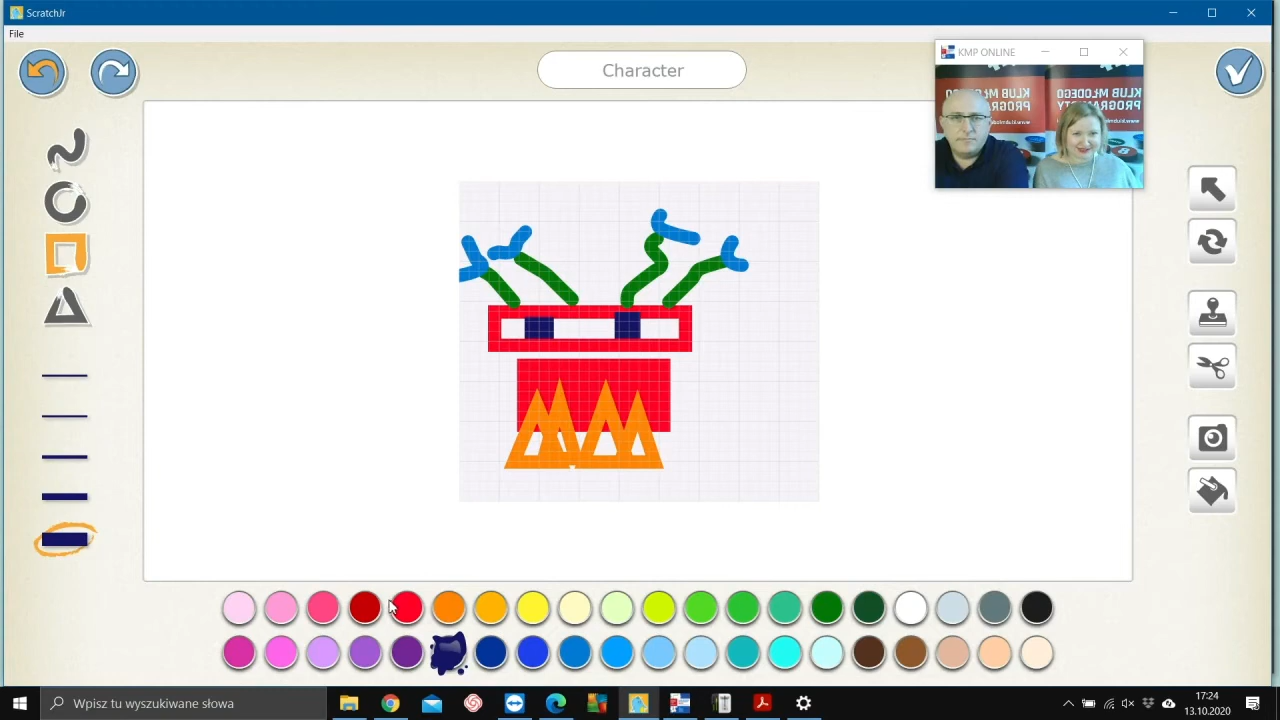 ScratchJr
File
Character
KMP ONLINE
KLUB MŁODEGO
PROGRAMISTY
KLUB MŁODEGO
PROGRAMISTY
Wpisz tu wyszukiwane słowa
17:24
13.10.2020